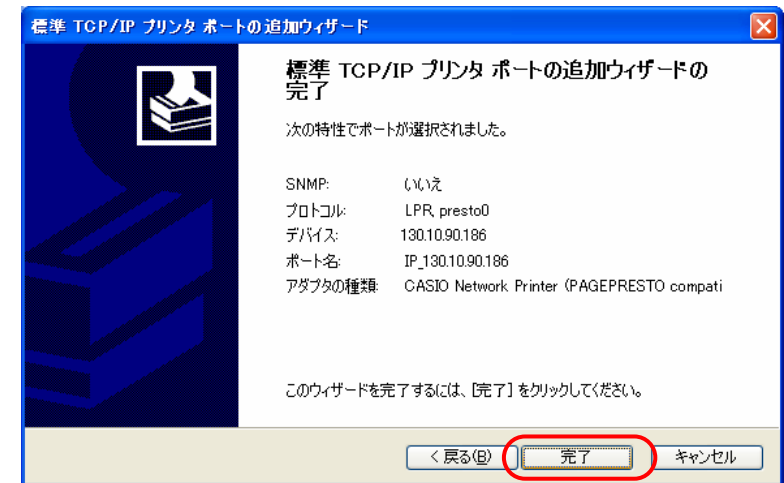 標準 TCP/IP プリンタ ポートの追加ウィザード
標準 TCP/IP プリンタ ポートの追加ウィザードの
完了
次の特性でポートが選択されました。
SNMP: いいえ
プロトコル: LPR, presto0
デバイス: 130.10.90.186
ポート名: IP_130.10.90.186
アダプタの種類: CASIO Network Printer (PAGEPRESTO compati
このウィザードを完了するには、[完了] をクリックしてください。
< 戻る(B) 完了 キャンセル